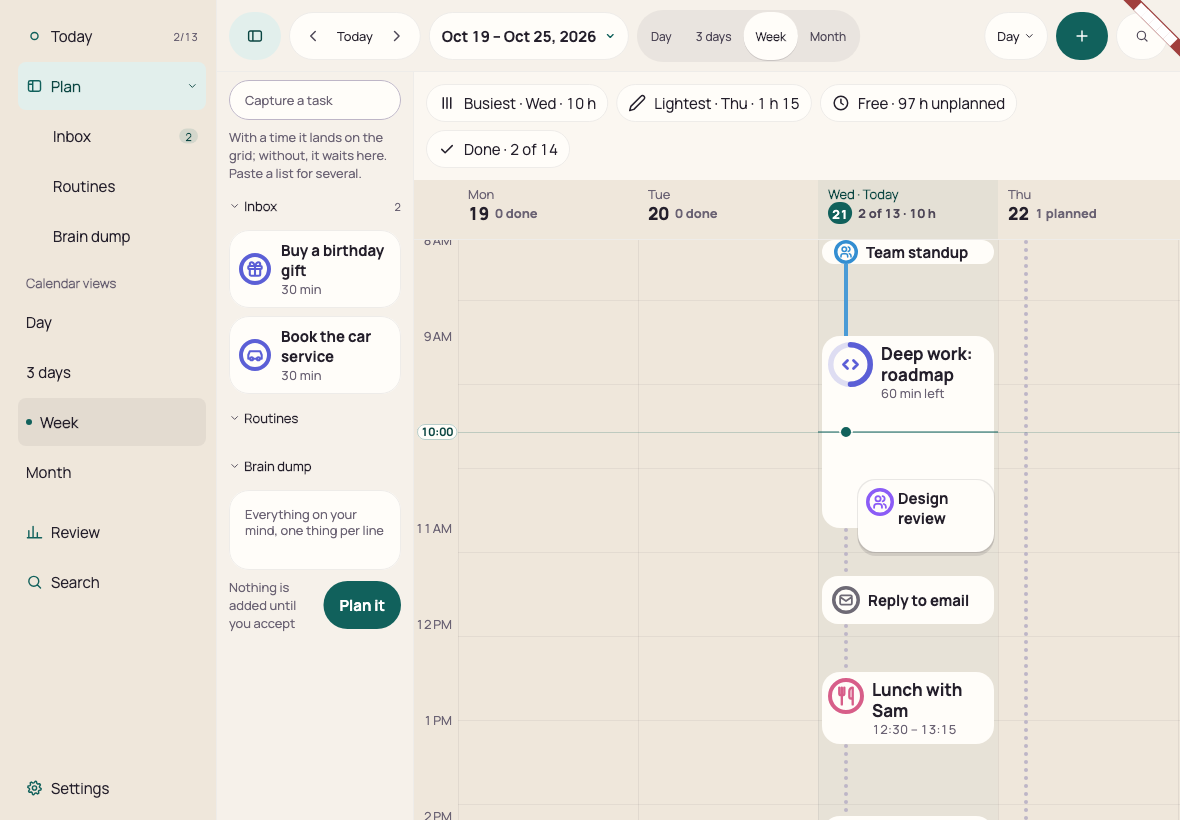 Today
2/13
Plan
Inbox
2
Routines
Brain dump
Calendar views
Day
3 days
Week
Month
Review
Search
Settings
Today
Oct 19 – Oct 25, 2026
Day
3 days
Week
Month
Day
Capture a task
With a time it lands on the
grid; without, it waits here.
Paste a list for several.
Inbox
2
Buy a birthday
gift
30 min
Book the car
service
30 min
Routines
Brain dump
Everything on your
mind, one thing per line
Nothing is
added until
you accept
Plan it
Busiest · Wed · 10 h
Lightest · Thu · 1 h 15
Free · 97 h unplanned
Done · 2 of 14
Mon
19 0 done
Tue
20 0 done
Wed · Today
21 2 of 13 · 10 h
Thu
22 1 planned
8 AM
Team standup
9 AM
Deep work:
roadmap
60 min left
10:00
Design
review
11 AM
Reply to email
12 PM
Lunch with
Sam
12:30 – 13:15
1 PM
2 PM